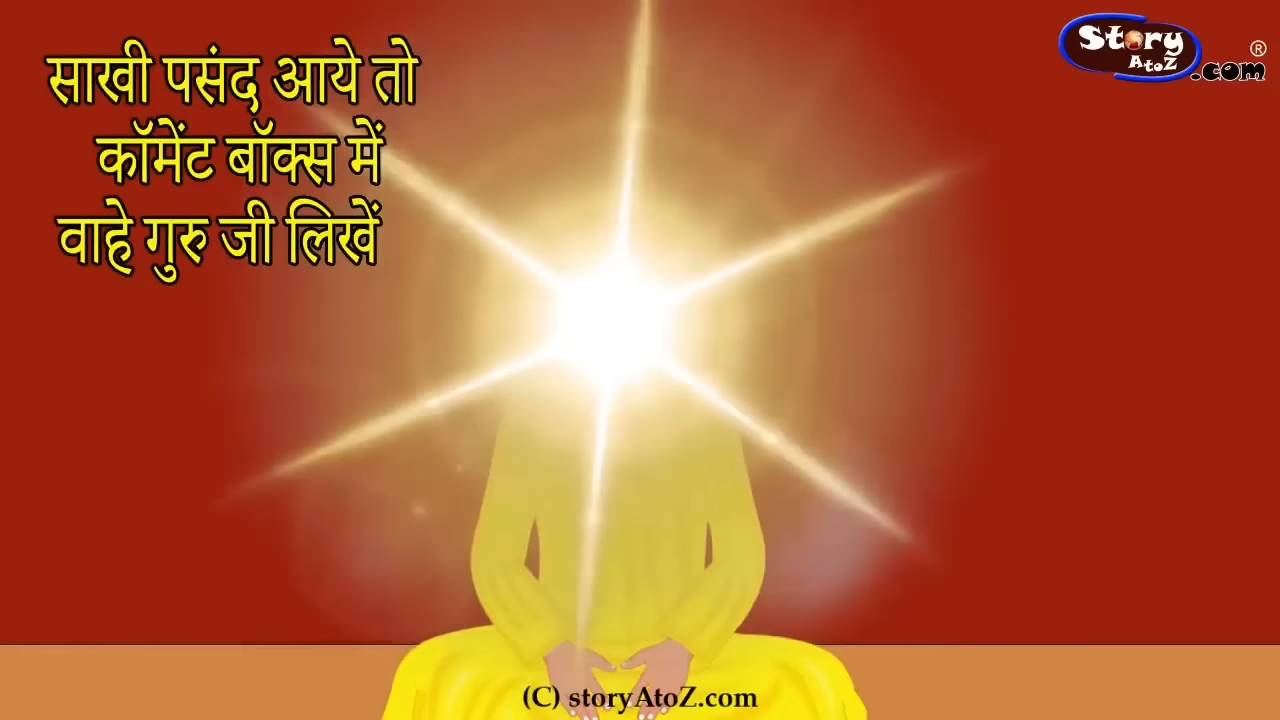 साखी पसंद आये तो
कॉमेंट बॉक्स में
वाहे गुरु जी लिखें
Story
AtoZ
.com
®
(C) storyAtoZ.com